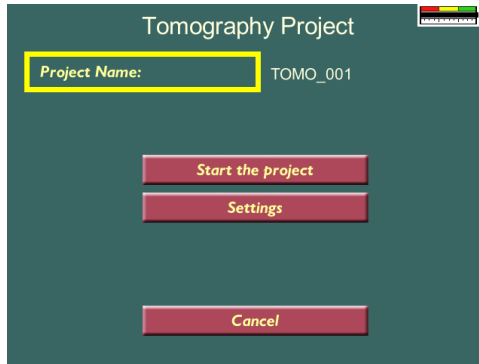 Tomography Project
Project Name: TOMO_001
Start the project
Settings
Cancel